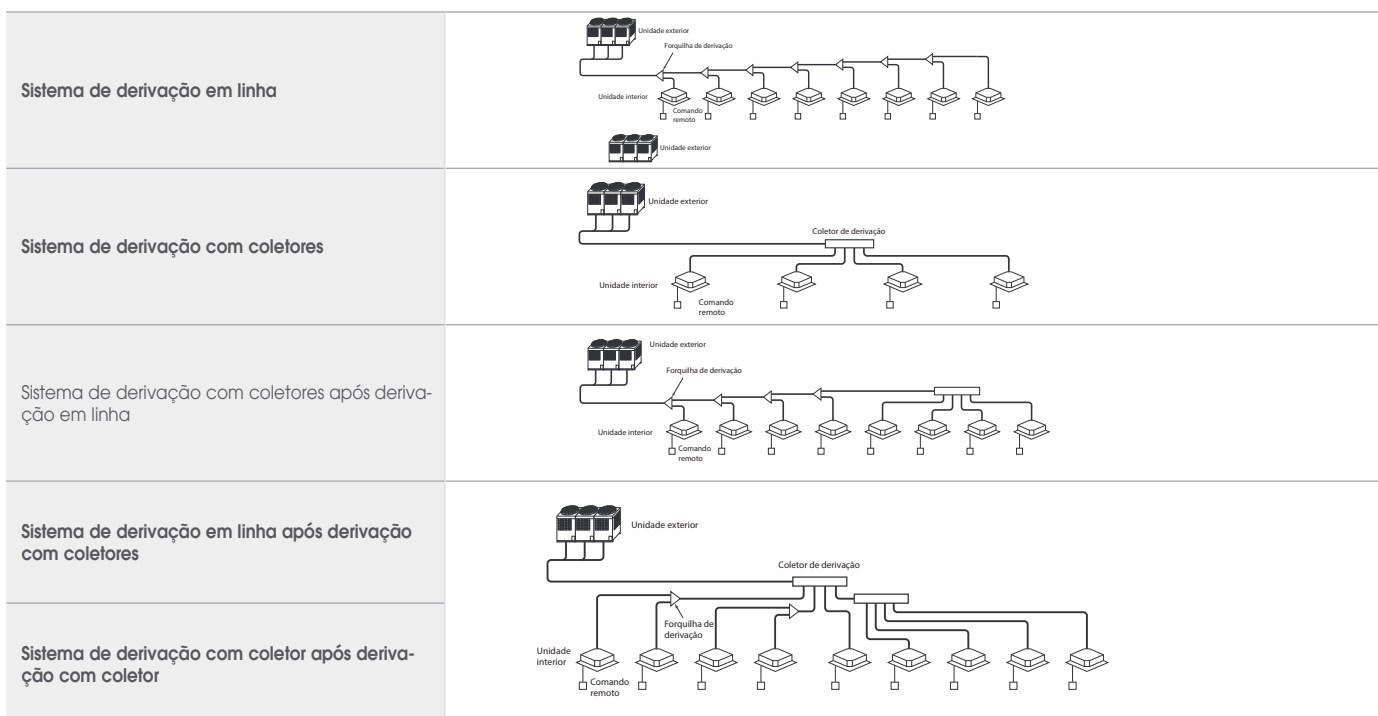 Sistema de derivação em linha
Unidade exterior
Forquilha de derivação
Unidade interior
Comando
remoto
Unidade exterior
Sistema de derivação com coletores
Unidade exterior
Coletor de derivação
Unidade interior
Comando
remoto
Sistema de derivação com coletores após deriva-
ção em linha
Unidade exterior
Forquilha de derivação
Unidade interior
Comando
remoto
Sistema de derivação em linha após derivação
com coletores
Unidade exterior
Coletor de derivação
Forquilha de
derivação
Unidade
interior
Comando
remoto
Sistema de derivação com coletor após deriva-
ção com coletor